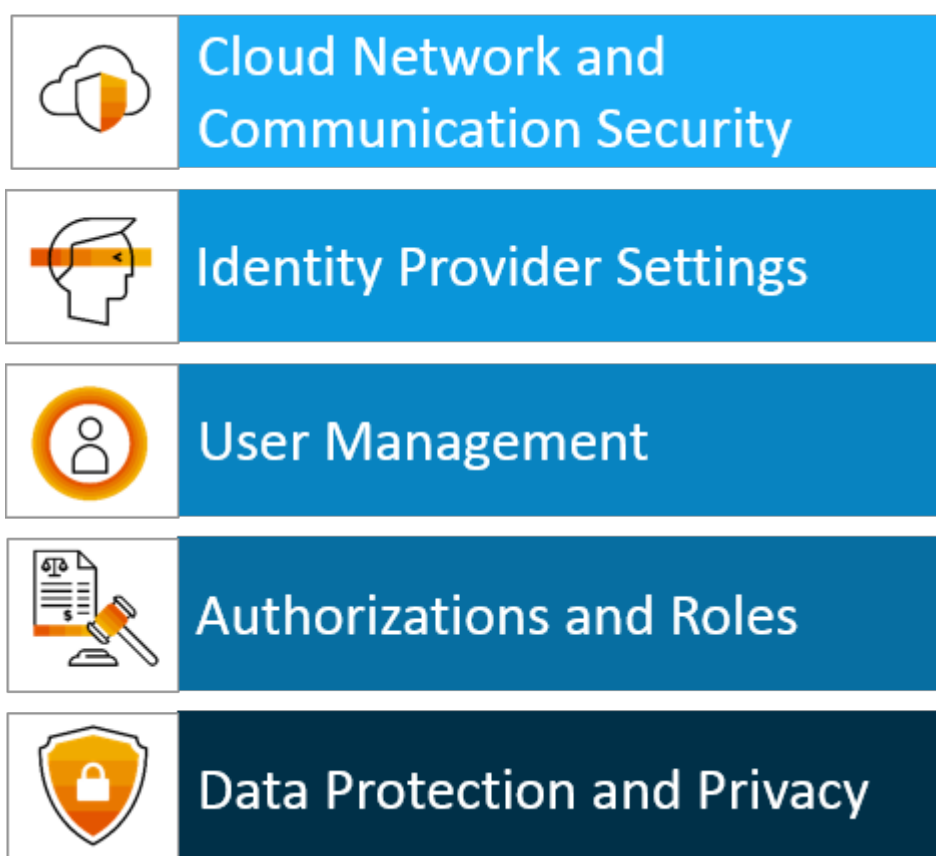 Cloud Network and
Communication Security
Identity Provider Settings
User Management
Authorizations and Roles
$
Data Protection and Privacy